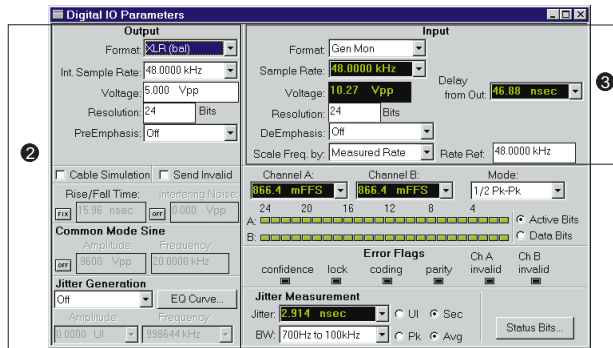 Digital IO Parameters
Output
Format: XLR (bal)
Int. Sample Rate: 48.0000 kHz
Voltage: 5.000 Vpp
Resolution: 24 Bits
PreEmphasis: Off
Cable Simulation Send Invalid
Rise/Fall Time: Interfering Noise:
FIX 15.96 nsec OFF 0.000 Vpp
Common Mode Sine
Amplitude: Frequency:
OFF .9600 Vpp 20.0000 kHz
Jitter Generation
Off EQ Curve...
Amplitude: Frequency:
0.0000 UI .998644 kHz
2
Input
Format: Gen Mon
Sample Rate: 48.0000 kHz
Voltage: 10.27 Vpp
Delay
from Out: 46.88 nsec
Resolution: 24 Bits
DeEmphasis: Off
Scale Freq. by: Measured Rate Rate Ref: 48.0000 kHz
3
Channel A: Channel B: Mode:
866.4 mFFS 866.4 mFFS 1/2 Pk-Pk
24 20 16 12 8 4
A: Active Bits
B: Data Bits
Error Flags
confidence lock coding parity Ch A invalid Ch B invalid
Jitter Measurement
Jitter: 2.914 nsec UI Sec
BW: 700Hz to 100kHz Pk Avg
Status Bits...